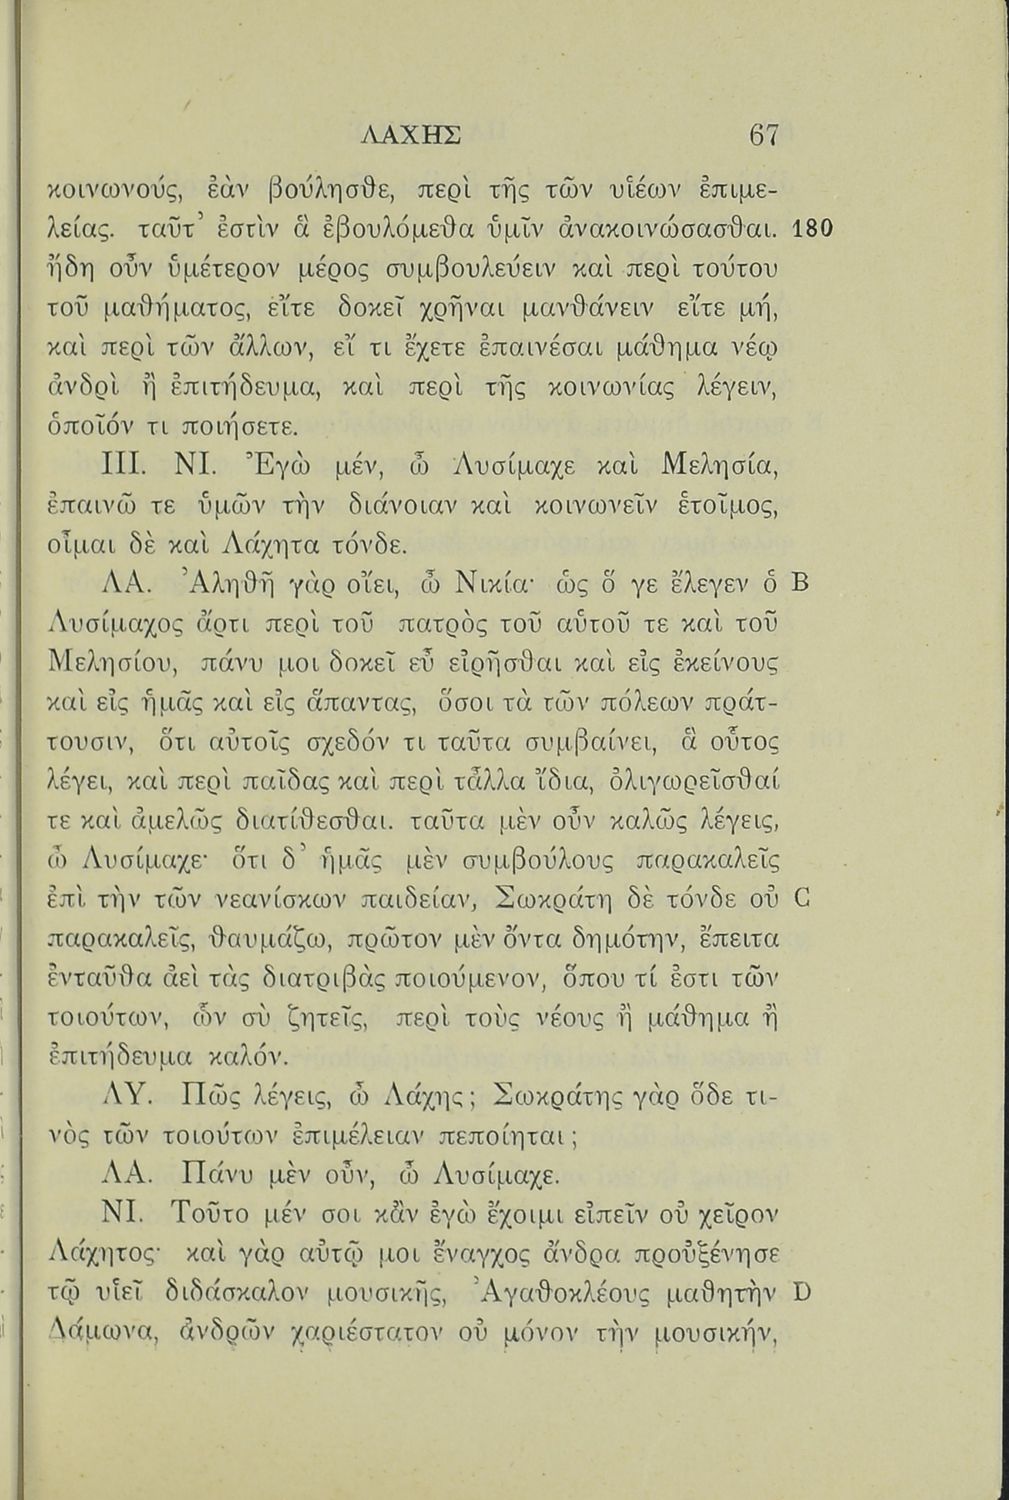 ΛΑΧΗΣ 67
κοινωνούς, ἐὰν βούλησθε, περὶ τῆς τῶν υἱέων ἐπιμε-
λείας. ταῦτ’ ἐστὶν ἃ ἐβουλόμεθα ὑμῖν ἀνακοινώσασθαι. 180
ἤδη οὖν ὑμέτερον μέρος συμβουλεύειν καὶ περὶ τούτου
τοῦ μαθήματος, εἴτε δοκεῖ χρῆναι μανθάνειν εἴτε μή,
καὶ περὶ τῶν ἄλλων, εἴ τι ἔχετε ἐπαινέσαι μάθημα νέῳ
ἀνδρὶ ἢ ἐπιτήδευμα, καὶ περὶ τῆς κοινωνίας λέγειν,
ὁποῖόν τι ποιήσετε.
III. ΝΙ. Ἐγὼ μέν, ὦ Λυσίμαχε καὶ Μελησία,
ἐπαινῶ τε ὑμῶν τὴν διάνοιαν καὶ κοινωνεῖν ἑτοῖμος,
οἶμαι δὲ καὶ Λάχητα τόνδε.
ΛΑ. Ἀληθῆ γὰρ οἴει, ὦ Νικία· ὡς ὅ γε ἔλεγεν ὁ B
Λυσίμαχος ἄρτι περὶ τοῦ πατρὸς τοῦ αὑτοῦ τε καὶ τοῦ
Μελησίου, πάνυ μοι δοκεῖ εὖ εἰρῆσθαι καὶ εἰς ἐκείνους
καὶ εἰς ἡμᾶς καὶ εἰς ἅπαντας, ὅσοι τὰ τῶν πόλεων πράτ-
τουσιν, ὅτι αὐτοῖς σχεδόν τι ταῦτα συμβαίνει, ἃ οὗτος
λέγει, καὶ περὶ παῖδας καὶ περὶ τἆλλα ἴδια, ὀλιγωρεῖσθαί
τε καὶ ἀμελῶς διατίθεσθαι. ταῦτα μὲν οὖν καλῶς λέγεις,
ὦ Λυσίμαχε· ὅτι δ’ ἡμᾶς μὲν συμβούλους παρακαλεῖς
ἐπὶ τὴν τῶν νεανίσκων παιδείαν, Σωκράτη δὲ τόνδε οὐ C
παρακαλεῖς, θαυμάζω, πρῶτον μὲν ὄντα δημότην, ἔπειτα
ἐνταῦθα ἀεὶ τὰς διατριβὰς ποιούμενον, ὅπου τί ἐστι τῶν
τοιούτων, ὧν σὺ ζητεῖς, περὶ τοὺς νέους ἢ μάθημα ἢ
ἐπιτήδευμα καλόν.
ΛΥ. Πῶς λέγεις, ὦ Λάχης; Σωκράτης γὰρ ὅδε τι-
νὸς τῶν τοιούτων ἐπιμέλειαν πεποίηται;
ΛΑ. Πάνυ μὲν οὖν, ὦ Λυσίμαχε.
ΝΙ. Τοῦτο μέν σοι κἂν ἐγὼ ἔχοιμι εἰπεῖν οὐ χεῖρον
Λάχητος· καὶ γὰρ αὐτῷ μοι ἔναγχος ἄνδρα προὐξένησε
τῷ υἱεῖ διδάσκαλον μουσικῆς, Ἀγαθοκλέους μαθητὴν D
Δάμωνα, ἀνδρῶν χαριέστατον οὐ μόνον τὴν μουσικήν,